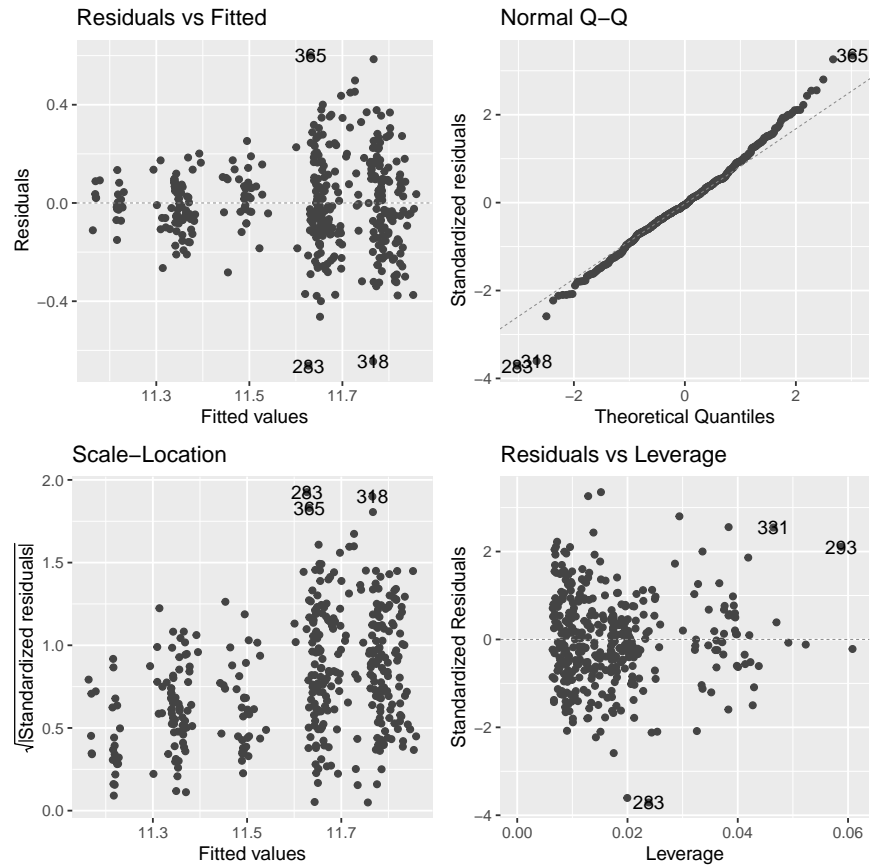 Residuals vs Fitted
Residuals
0.4
0.0
−0.4
365
283
318
11.3 11.5 11.7
Fitted values
Normal Q−Q
Standardized residuals
2
0
−2
−4
365
318
283
−2 0 2
Theoretical Quantiles
Scale−Location
√|Standardized residuals|
2.0
1.5
1.0
0.5
0.0
283
318
365
11.3 11.5 11.7
Fitted values
Residuals vs Leverage
Standardized Residuals
2
0
−2
−4
331
293
283
0.00 0.02 0.04 0.06
Leverage